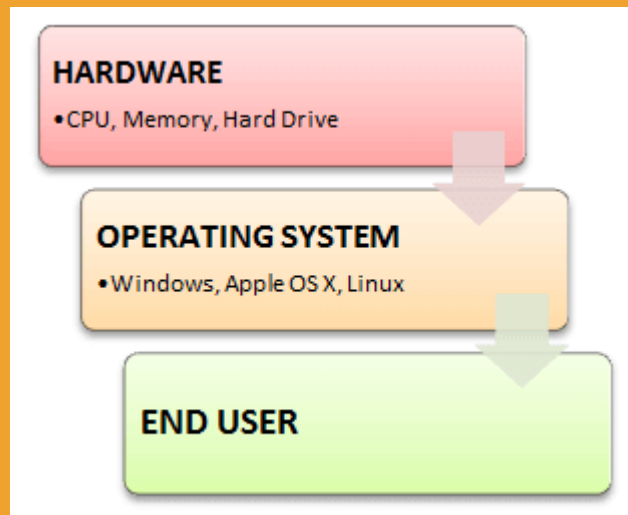 HARDWARE
•CPU, Memory, Hard Drive
OPERATING SYSTEM
•Windows, Apple OS X, Linux
END USER